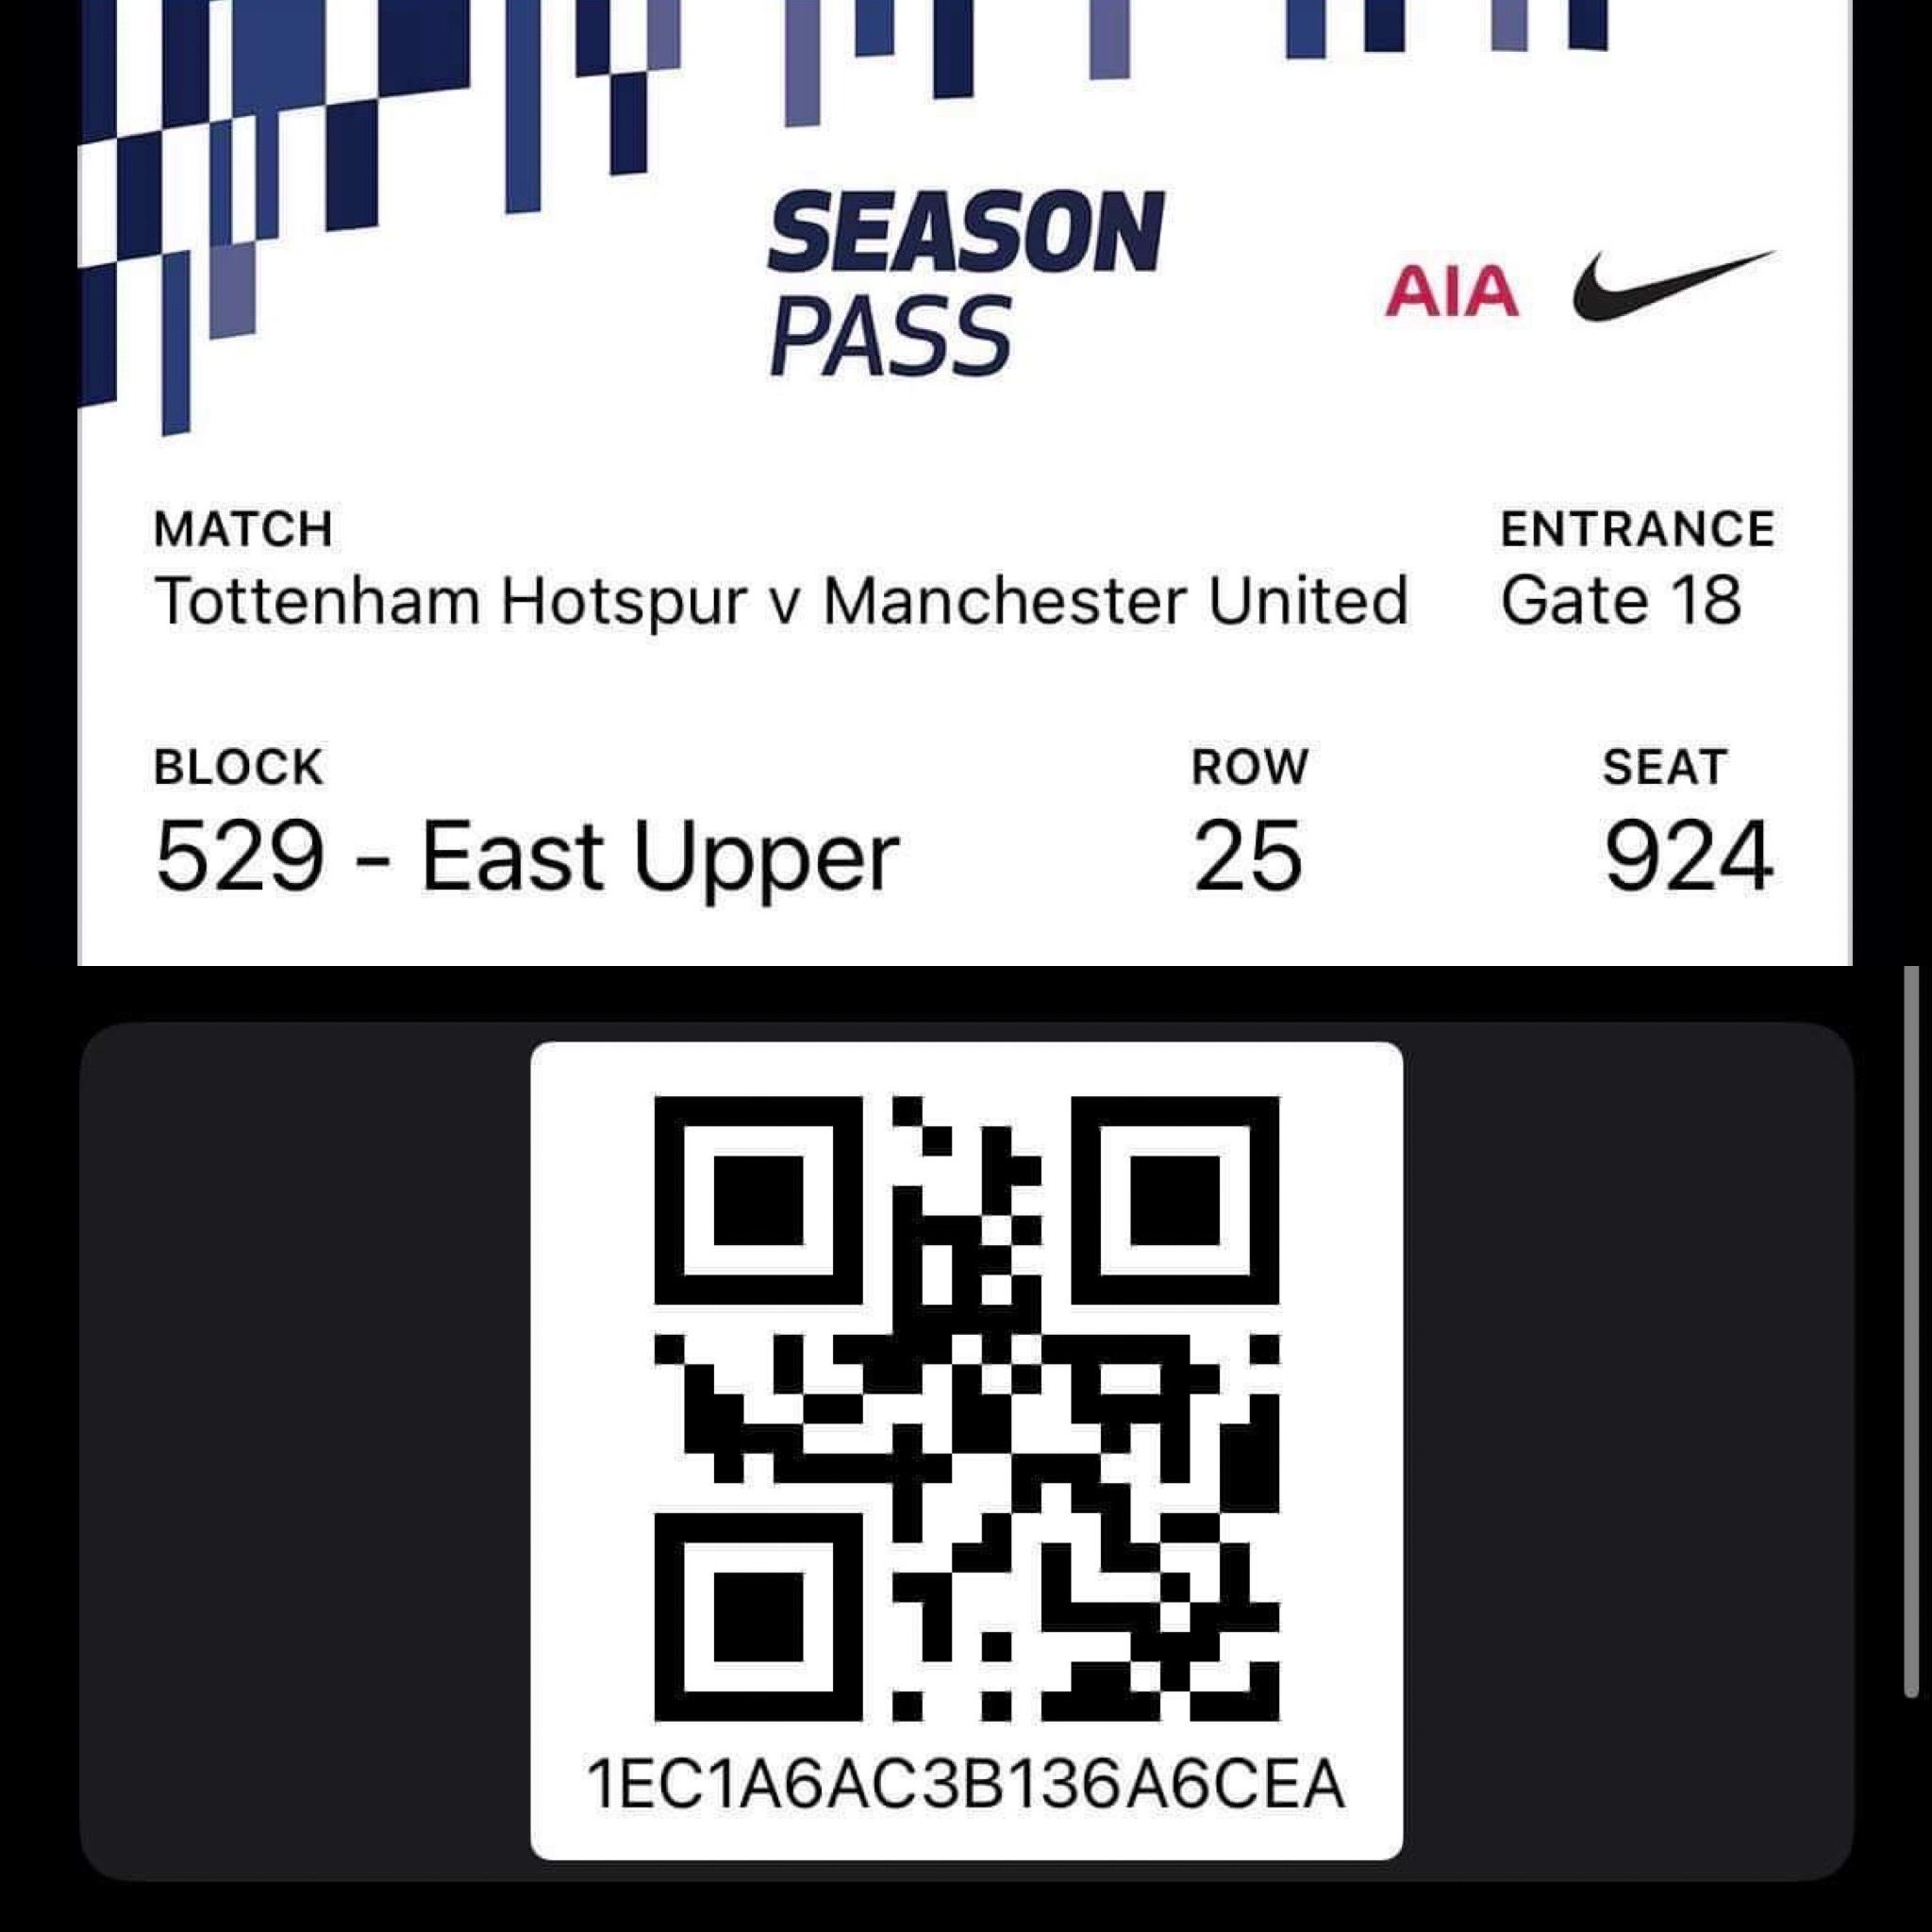 SEASON
PASS
AIA
MATCH
ENTRANCE
Tottenham Hotspur v Manchester United
Gate 18
BLOCK
ROW
SEAT
529 - East Upper
25
924
1EC1A6AC3B136A6CEA